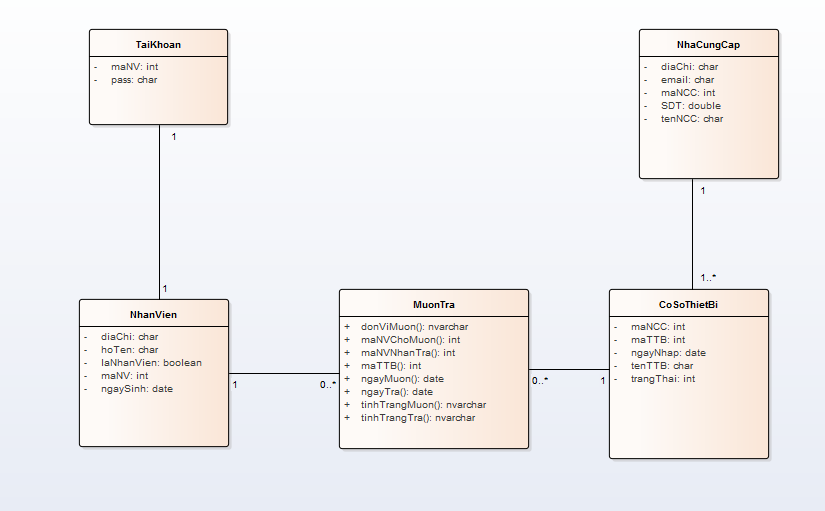 TaiKhoan
- maNV: int
- pass: char
1
1
NhaCungCap
- diaChi: char
- email: char
- maNCC: int
- SDT: double
- tenNCC: char
1
1..*
NhanVien
- diaChi: char
- hoTen: char
- laNhanVien: boolean
- maNV: int
- ngaySinh: date
1
0..*
MuonTra
+ donViMuon(): nvarchar
+ maNVChoMuon(): int
+ maNVNhanTra(): int
+ maTTB(): int
+ ngayMuon(): date
+ ngayTra(): date
+ tinhTrangMuon(): nvarchar
+ tinhTrangTra(): nvarchar
0..*
1
CoSoThietBi
- maNCC: int
- maTTB: int
- ngayNhap: date
- tenTTB: char
- trangThai: int